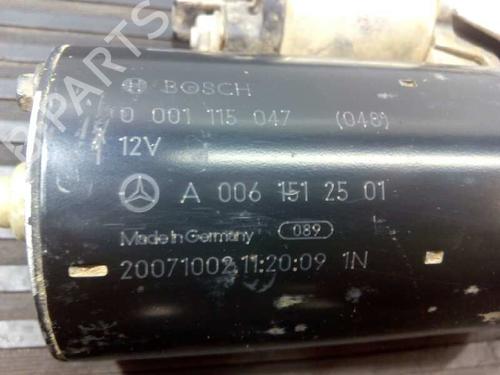 BOSCH
0 001 115 047 (048)
12V
A 006 151 25 01
Made in Germany 089
20071002 11:20:09 1N